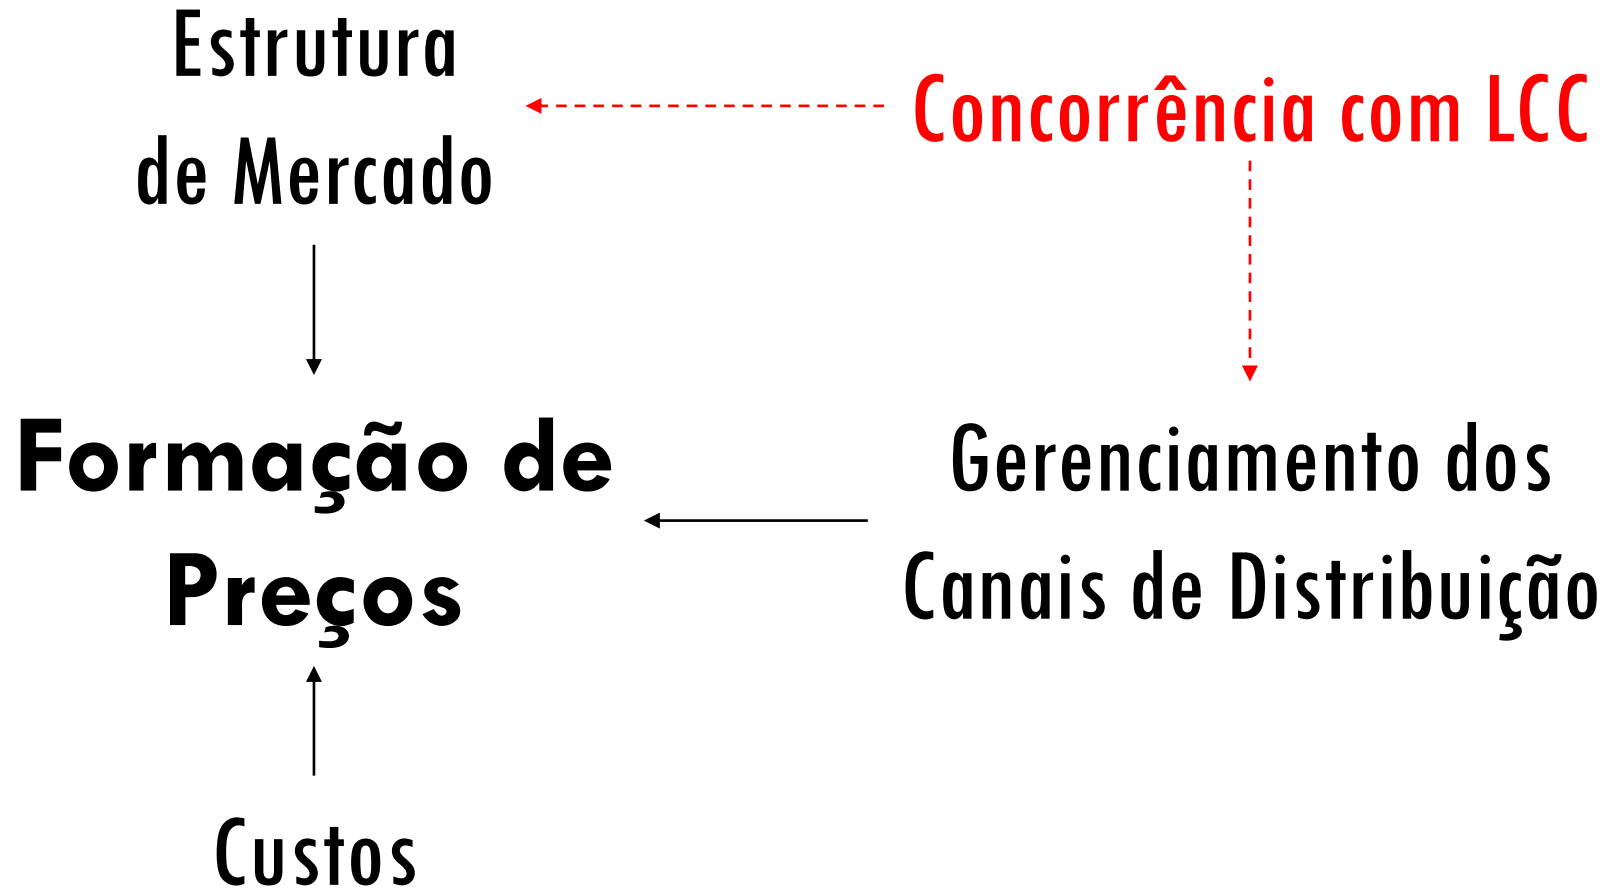 Estrutura
de Mercado
Concorrência com LCC
Formação de
Preços
Gerenciamento dos
Canais de Distribuição
Custos